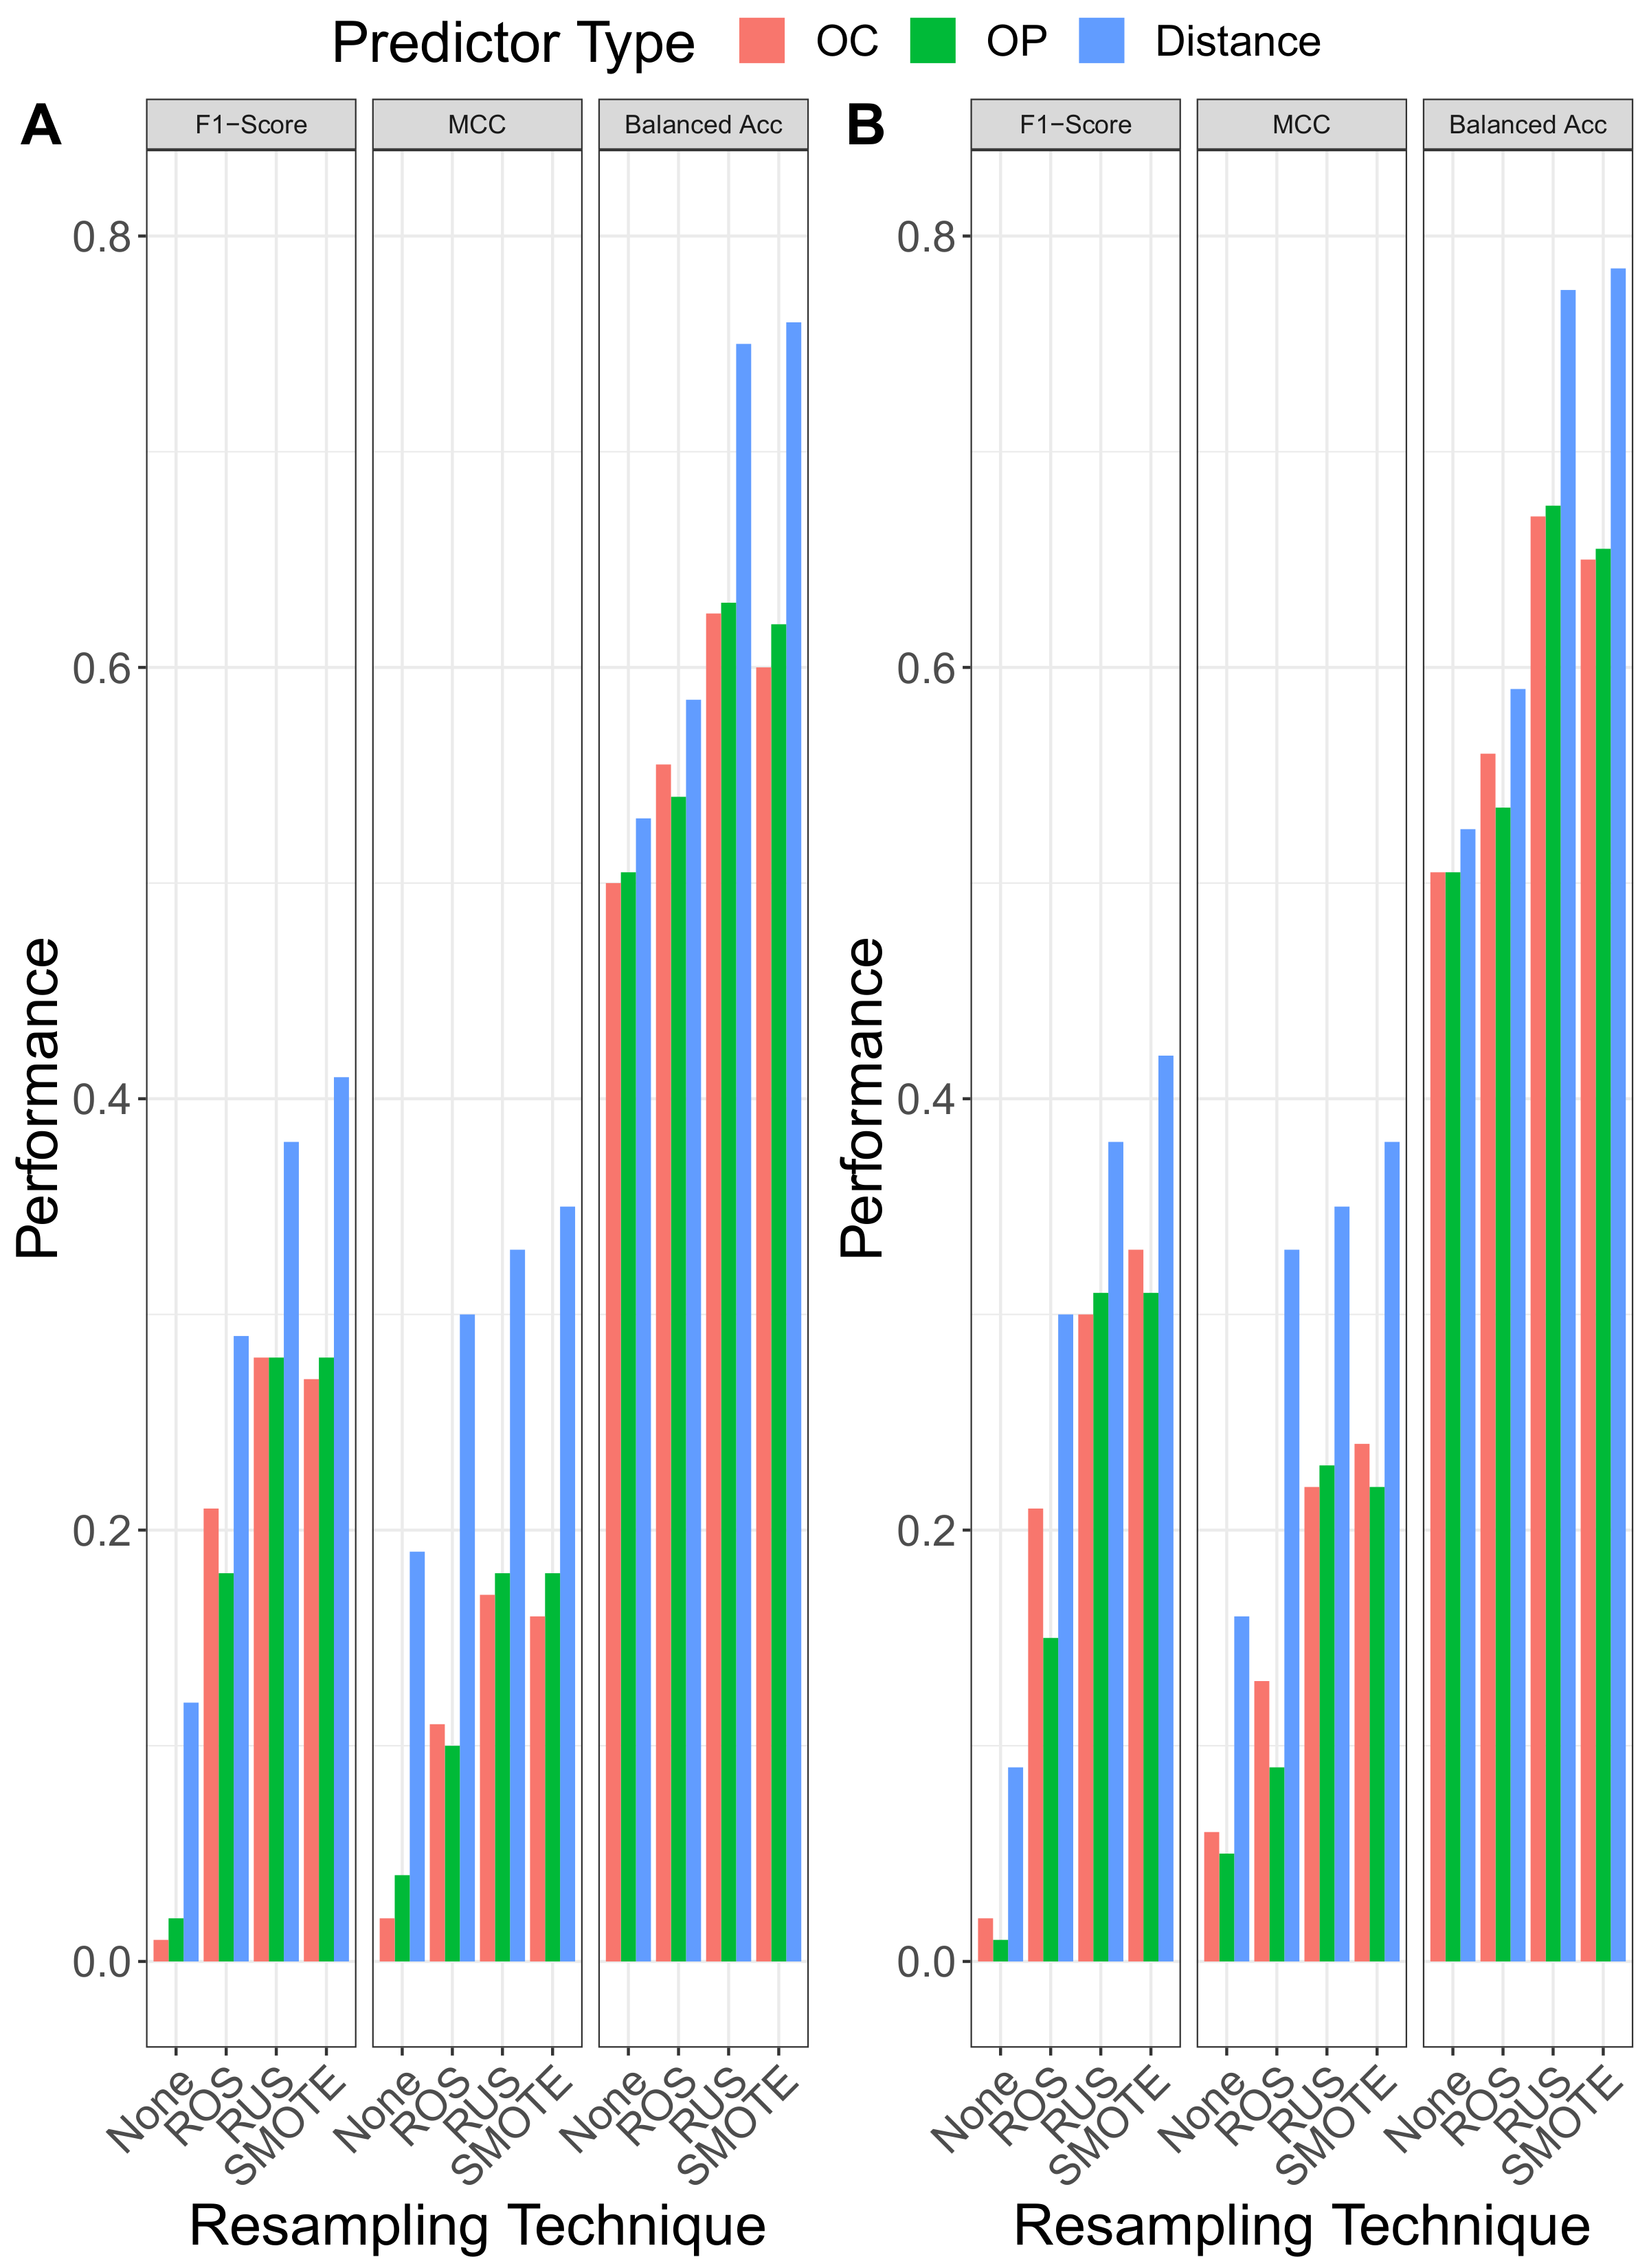 Predictor Type OC OP Distance
A
F1−Score MCC Balanced Acc
0.8
0.6
0.4
0.2
0.0
Performance
None ROS RUS SMOTE None ROS RUS SMOTE None ROS RUS SMOTE
Resampling Technique
B
F1−Score MCC Balanced Acc
0.8
0.6
0.4
0.2
0.0
Performance
None ROS RUS SMOTE None ROS RUS SMOTE None ROS RUS SMOTE
Resampling Technique